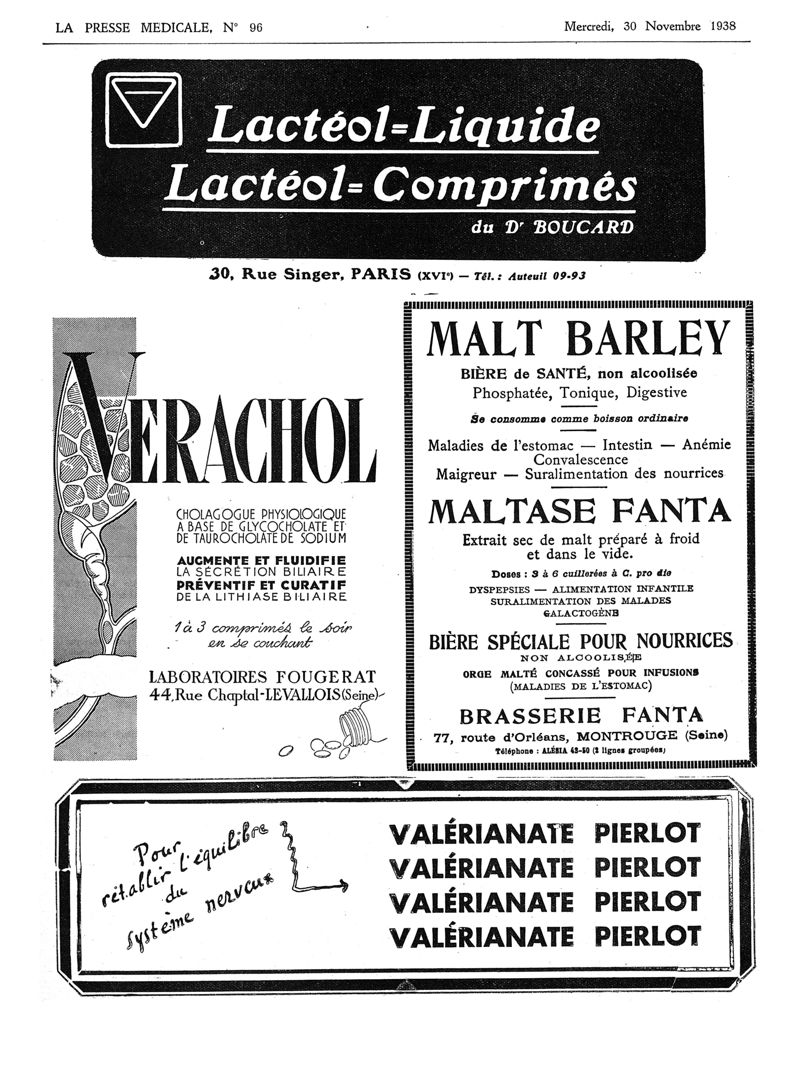 LA PRESSE MEDICALE, N° 96
Mercredi, 30 Novembre 1938
Lactéol=Liquide
Lactéol=Comprimés
du Dr BOUCARD
30, Rue Singer, PARIS (XVIe) — Tél. : Auteuil 09-93
VERACHOL
CHOLAGOGUE PHYSIOLOGIQUE
A BASE DE GLYCOCHOLATE ET
DE TAUROCHOLATE DE SODIUM
AUGMENTE ET FLUIDIFIE
LA SÉCRÉTION BILIAIRE
PRÉVENTIF ET CURATIF
DE LA LITHIASE BILIAIRE
1 à 3 comprimés le soir
en se couchant
LABORATOIRES FOUGERAT
44, Rue Chaptal-LEVALLOIS (Seine)
MALT BARLEY
BIÈRE de SANTÉ, non alcoolisée
Phosphatée, Tonique, Digestive
Se consomme comme boisson ordinaire
Maladies de l'estomac — Intestin — Anémie
Convalescence
Maigreur — Suralimentation des nourrices
MALTASE FANTA
Extrait sec de malt préparé à froid
et dans le vide.
Doses : 3 à 6 cuillerées à C. pro die
DYSPEPSIES — ALIMENTATION INFANTILE
SURALIMENTATION DES MALADES
GALACTOGÈNE
BIÈRE SPÉCIALE POUR NOURRICES
NON ALCOOLISÉE
ORGE MALTÉ CONCASSÉ POUR INFUSIONS
(MALADIES DE L'ESTOMAC)
BRASSERIE FANTA
77, route d'Orléans, MONTROUGE (Seine)
Téléphone : ALÉSIA 43-50 (2 lignes groupées)
Pour
rétablir l'équilibre
du
système nerveux
VALÉRIANATE PIERLOT
VALÉRIANATE PIERLOT
VALÉRIANATE PIERLOT
VALÉRIANATE PIERLOT